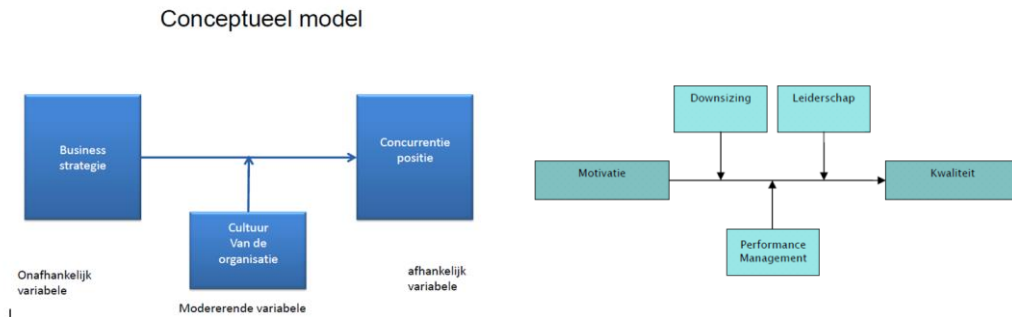 Conceptueel model
Business
strategie
Concurrentie
positie
Cultuur
Van de
organisatie
Onafhankelijk
variabele
Modererende variabele
afhankelijk
variabele
Downsizing
Leiderschap
Motivatie
Kwaliteit
Performance
Management